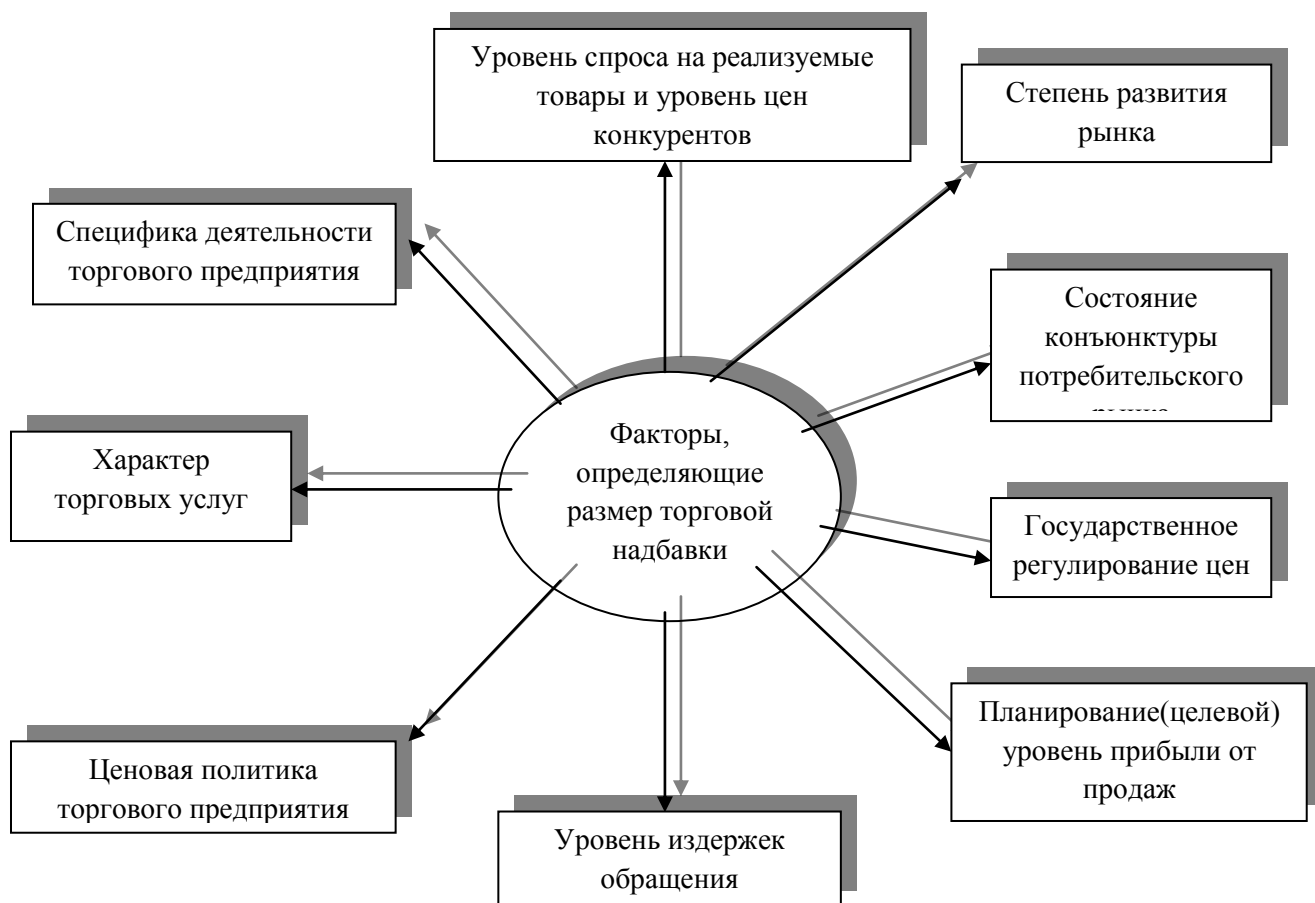 Уровень спроса на реализуемые
товары и уровень цен
конкурентов
Степень развития
рынка
Специфика деятельности
торгового предприятия
Состояние
конъюнктуры
потребительского
Факторы,
определяющие
размер торговой
надбавки
Характер
торговых услуг
Государственное
регулирование цен
Планирование(целевой)
уровень прибыли от
продаж
Ценовая политика
торгового предприятия
Уровень издержек
обращения